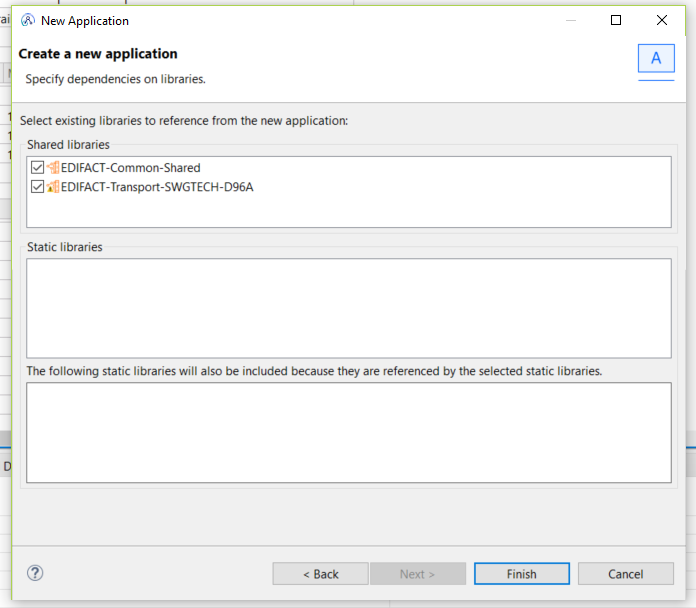 New Application
Create a new application
A
Specify dependencies on libraries.
Select existing libraries to reference from the new application:
Shared libraries
EDIFACT-Common-Shared
EDIFACT-Transport-SWGTECH-D96A
Static libraries
The following static libraries will also be included because they are referenced by the selected static libraries.
D
?
< Back
Next >
Finish
Cancel